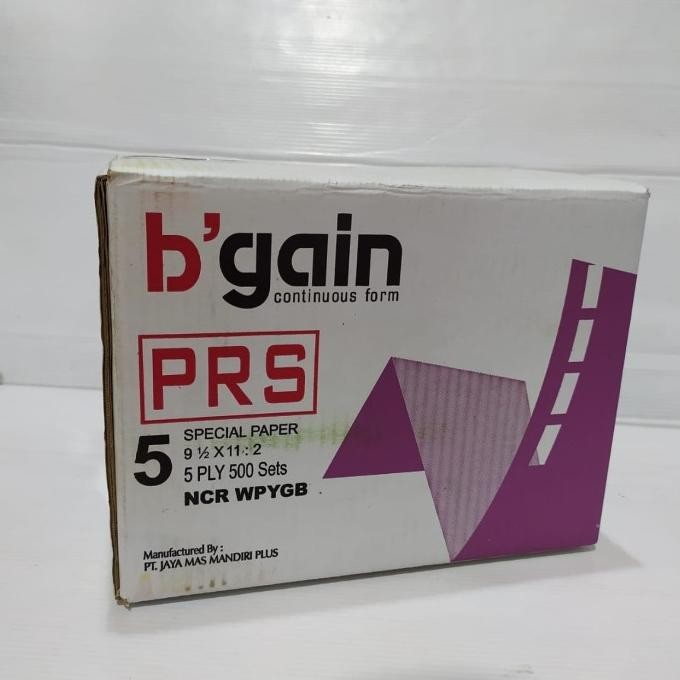 b'gain
continuous form
PRS
5
SPECIAL PAPER
9 ½ X 11 : 2
5 PLY 500 Sets
NCR WPYGB
Manufactured By :
PT. JAYA MAS MANDIRI PLUS